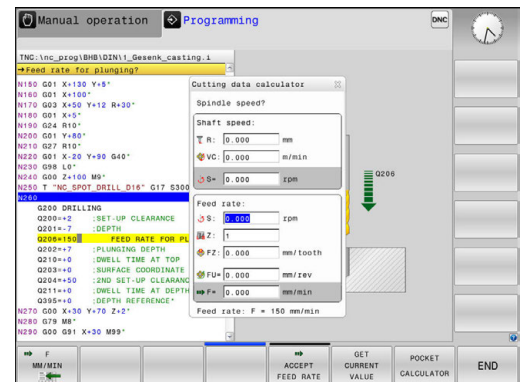 Manual operation
Programming
DNC
TNC:\nc_prog\BHB\DIN\1_Gesenk_casting.i
→Feed rate for plunging?
N150 G01 X+130 Y+5*
N160 G01 X+100*
N170 G03 X+50 Y+12 R+30*
N180 G01 X+5*
N190 G24 R10*
N200 G01 Y+80*
N210 G27 R10*
N220 G01 X-20 Y+90 G40*
N230 G98 L0*
N240 G00 Z+100 M9*
N250 T "NC_SPOT_DRILL_D16" G17 S300
N260
G200 DRILLING
Q200=+2 ;SET-UP CLEARANCE
Q201=-7 ;DEPTH
Q206=150 FEED RATE FOR PL
Q202=+7 ;PLUNGING DEPTH
Q210=+0 ;DWELL TIME AT TOP
Q203=+0 ;SURFACE COORDINATE
Q204=+50 ;2ND SET-UP CLEARANC
Q211=+0 ;DWELL TIME AT DEPTH
Q395=+0 ;DEPTH REFERENCE*
N270 G00 X+30 Y+70 Z+2*
N280 G79 M8*
N290 G00 G91 X+30 M99*
Cutting data calculator
Spindle speed?
Shaft speed:
R: 0.000 mm
VC: 0.000 m/min
S= 0.000 rpm
Feed rate:
S: 0.000 rpm
Z: 1
FZ: 0.000 mm/tooth
FU= 0.000 mm/rev
F= 0.000 mm/min
Feed rate: F = 150 mm/min
Q206
F
MM/MIN
ACCEPT
FEED RATE
GET
CURRENT
VALUE
POCKET
CALCULATOR
END